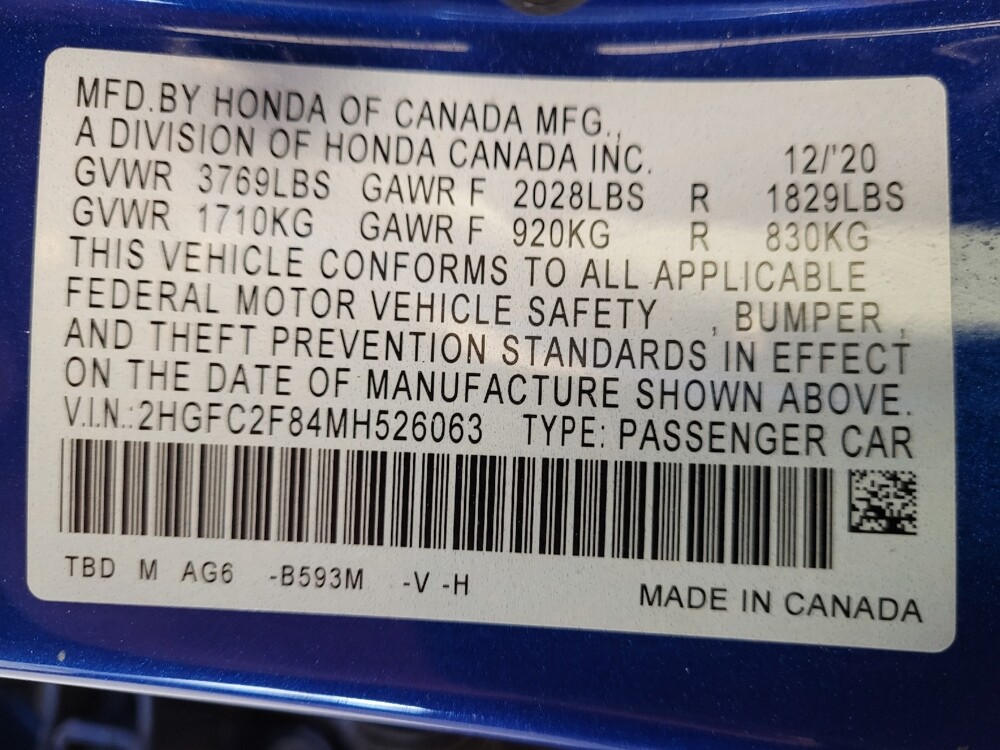 MFD.BY HONDA OF CANADA MFG.,
A DIVISION OF HONDA CANADA INC. 12/'20
GVWR 3769LBS GAWR F 2028LBS R 1829LBS
GVWR 1710KG GAWR F 920KG R 830KG
THIS VEHICLE CONFORMS TO ALL APPLICABLE
FEDERAL MOTOR VEHICLE SAFETY , BUMPER ,
AND THEFT PREVENTION STANDARDS IN EFFECT
ON THE DATE OF MANUFACTURE SHOWN ABOVE.
V.I.N.:2HGFC2F84MH526063 TYPE: PASSENGER CAR
TBD M AG6 -B593M -V -H
MADE IN CANADA